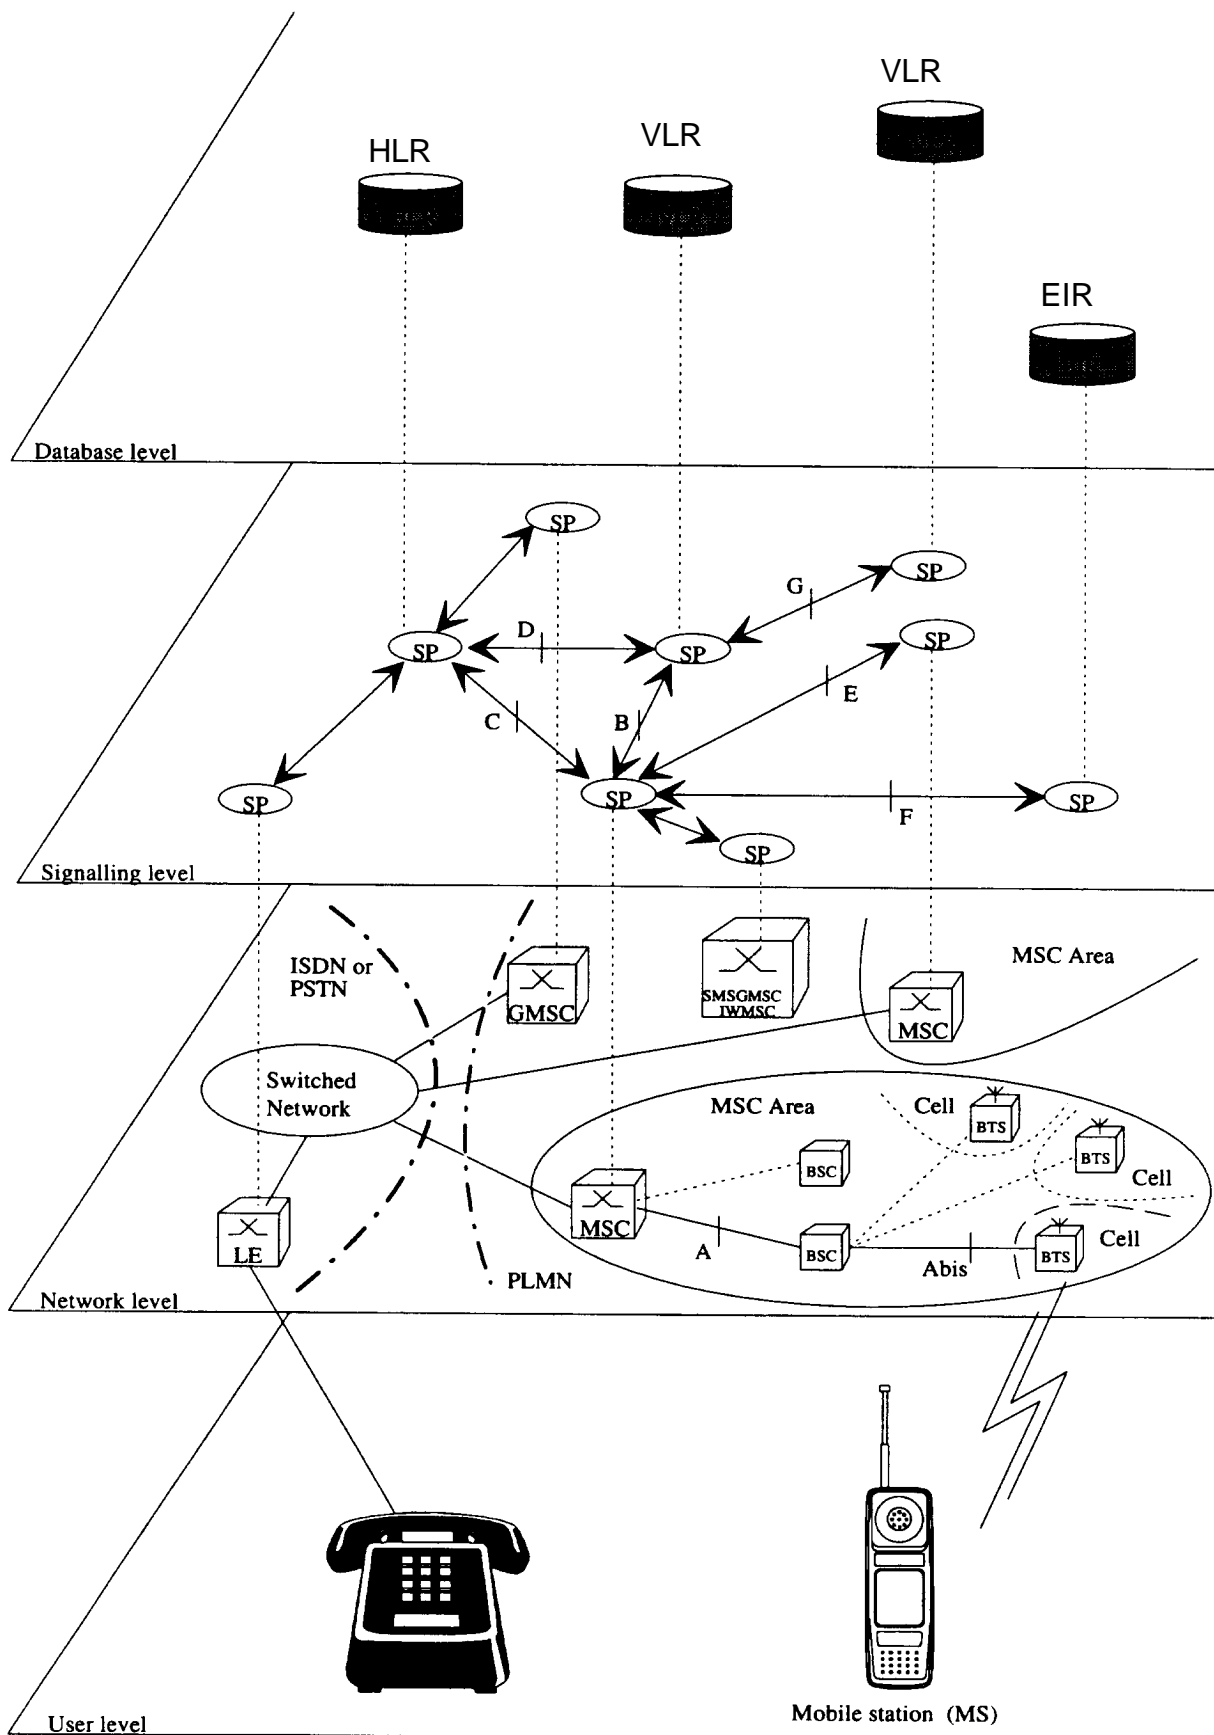 VLR
VLR
HLR
EIR
Database level
SP
G
SP
D
SP
SP
SP
E
C
B
SP
SP
SP
F
SP
Signalling level
ISDN or
PSTN
MSC Area
GMSC
SMSGMSC
IWMSC
MSC
Switched
Network
MSC Area
Cell
BTS
BTS
BSC
Cell
MSC
LE
A
BSC
Abis
BTS
Cell
PLMN
Network level
Mobile station (MS)
User level